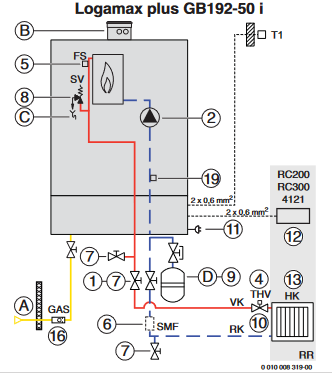 Logamax plus GB192-50 i
B
T1
5
FS
SV
8
C
2
19
2 x 0,6 mm²
2 x 0,6 mm²
RC200
RC300
4121
12
11
7
1
7
D
9
4
13
THV
HK
VK
10
A
GAS
16
6
SMF
RK
7
RR
0 010 008 319-00